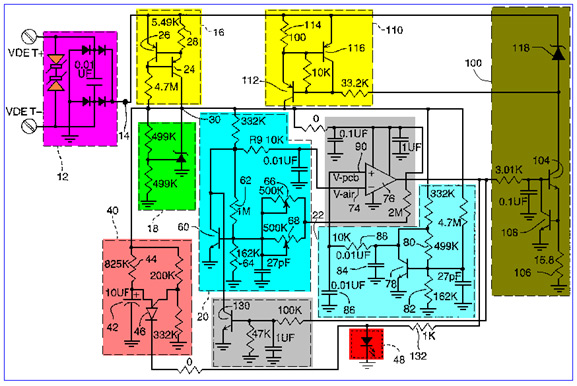 5.49K
16
114
110
VDET+
26
28
100
116
118
100
0.01
UF
24
10K
112
33.2K
4.7M
VDET-
30
332K
0
0.1UF
14
499K
R9 10K
90
1UF
12
0.01UF
V-pcb
3.01K
104
499K
62
66
500K
V-air
76
332K
74
2M
4.7M
0.1UF
18
1M
68
22
40
60
500K
10K
86
80
499K
108
162K
0.01UF
825K
44
200K
64
27pF
84
78
27pF
15.8
10UF
0.01UF
82
162K
106
20
86
42
46
130
100K
332K
47K
1UF
1K
0
48
132